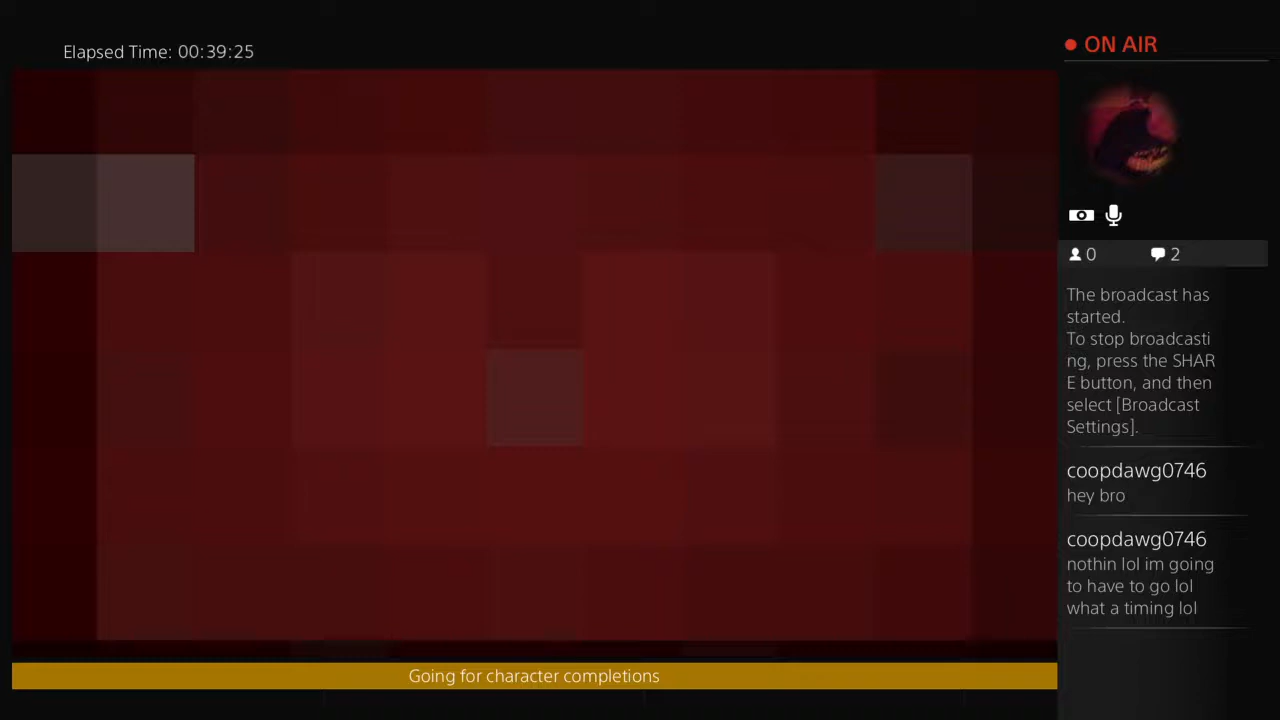 Elapsed Time: 00:39:25
ON AIR
0
2
The broadcast has
started.
To stop broadcasti
ng, press the SHAR
E button, and then
select [Broadcast
Settings].
coopdawg0746
hey bro
coopdawg0746
nothin lol im going
to have to go lol
what a timing lol
Going for character completions